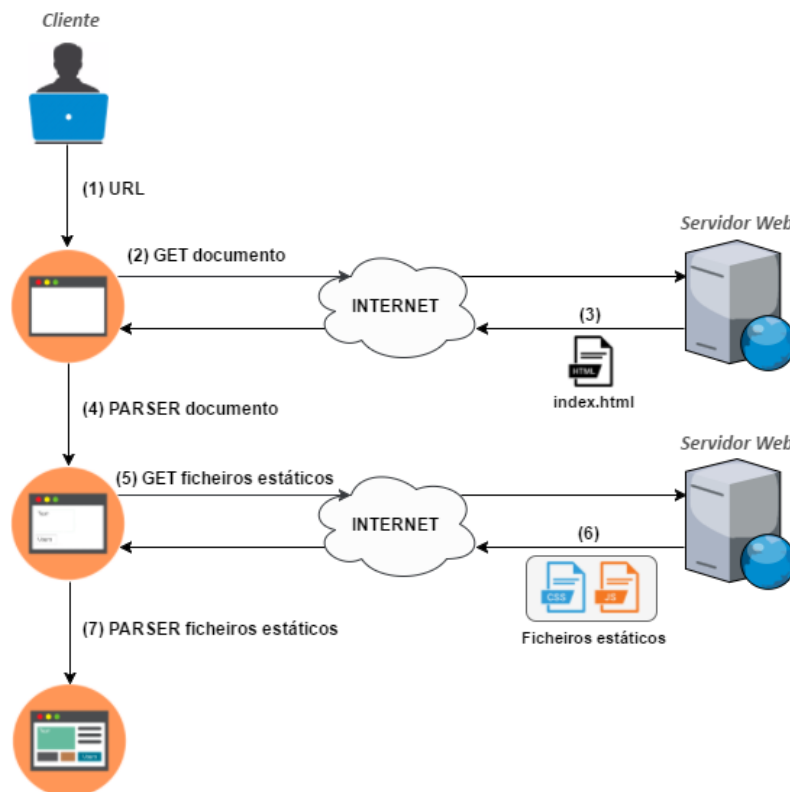 Cliente
(1) URL
Servidor Web
(2) GET documento
INTERNET
(3)
HTML
index.html
(4) PARSER documento
Servidor Web
(5) GET ficheiros estáticos
INTERNET
(6)
CSS
JS
Ficheiros estáticos
(7) PARSER ficheiros estáticos